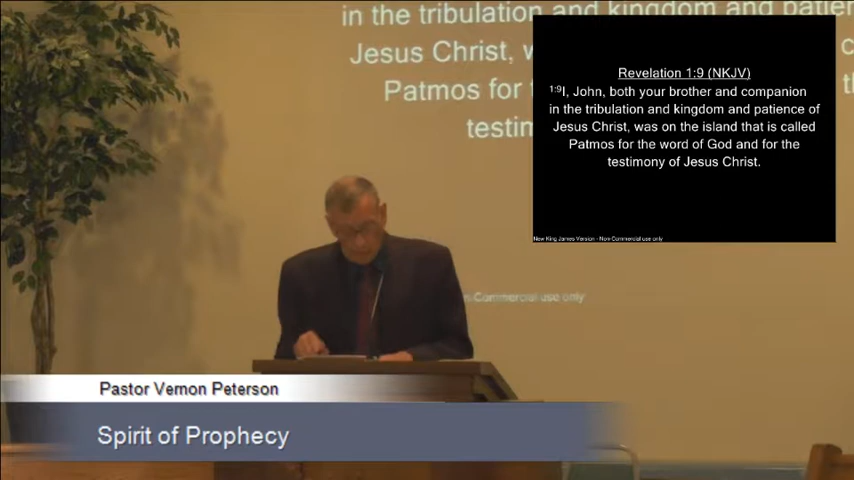 in the tribulation and kingdom and patie
Jesus Christ, w
Patmos for
testim
c
th
Revelation 1:9 (NKJV)
1:9I, John, both your brother and companion
in the tribulation and kingdom and patience of
Jesus Christ, was on the island that is called
Patmos for the word of God and for the
testimony of Jesus Christ.
New King James Version - Non-Commercial use only
n-Commercial use only
Pastor Vernon Peterson
Spirit of Prophecy